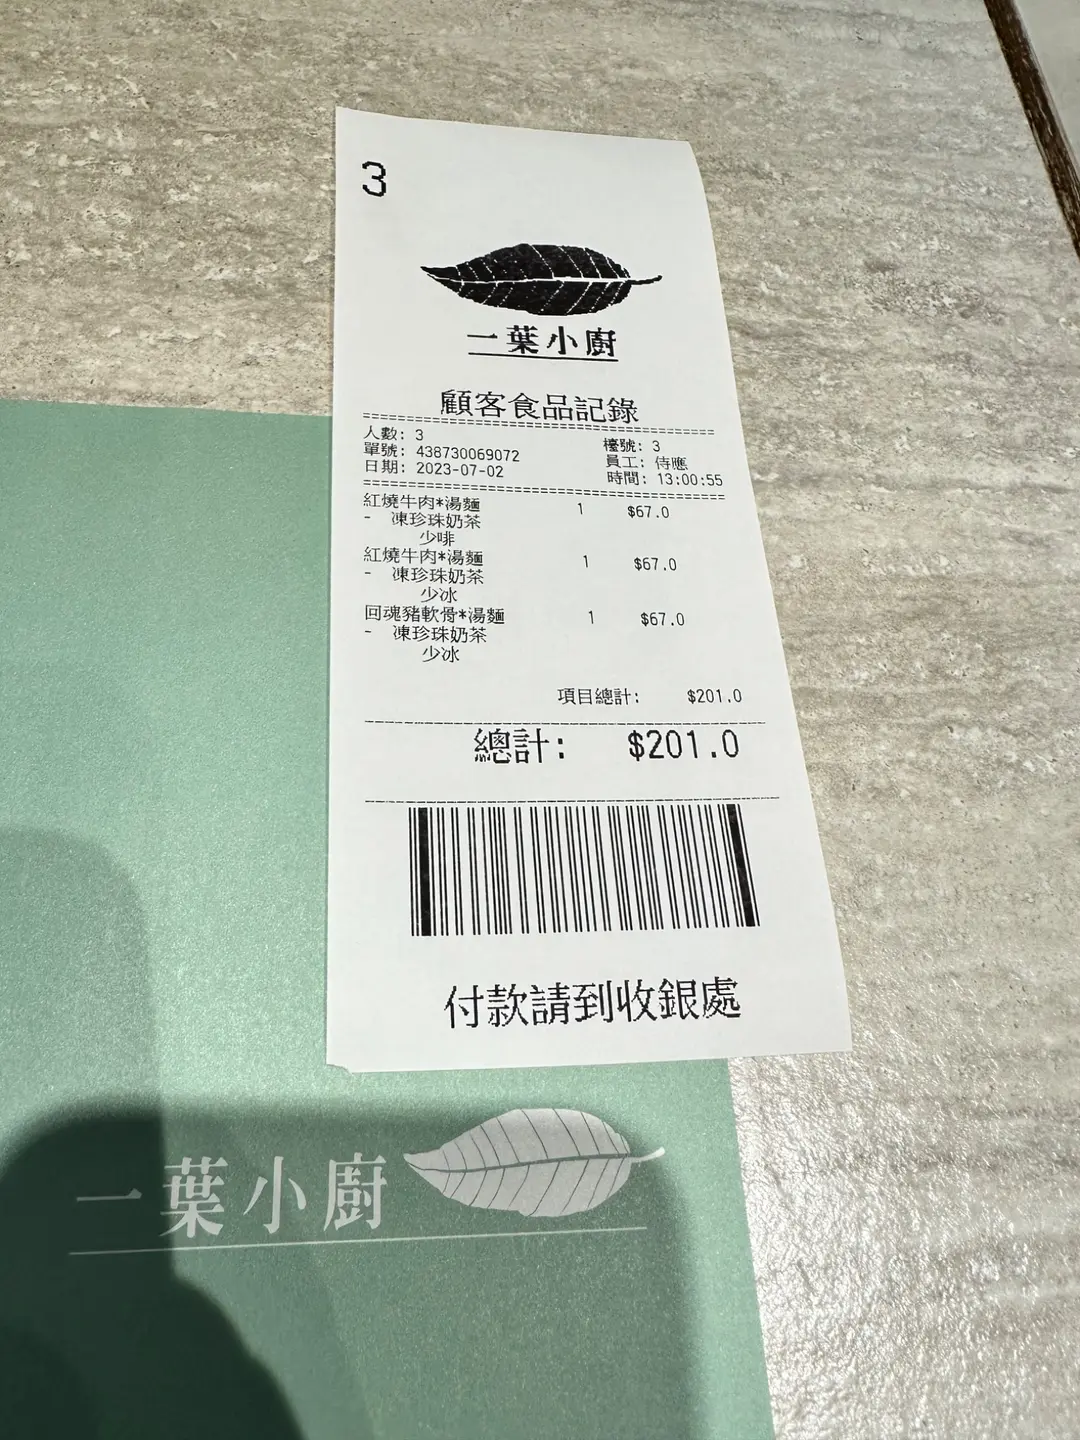 3
一葉小廚
顧客食品記錄
人數: 3 檯號: 3
單號: 438730069072 員工: 侍應
日期: 2023-07-02 時間: 13:00:55
紅燒牛肉*湯麵 1 $67.0
- 凍珍珠奶茶
少啡
紅燒牛肉*湯麵 1 $67.0
- 凍珍珠奶茶
少冰
回魂豬軟骨*湯麵 1 $67.0
- 凍珍珠奶茶
少冰
項目總計: $201.0
總計: $201.0
付款請到收銀處
一葉小廚